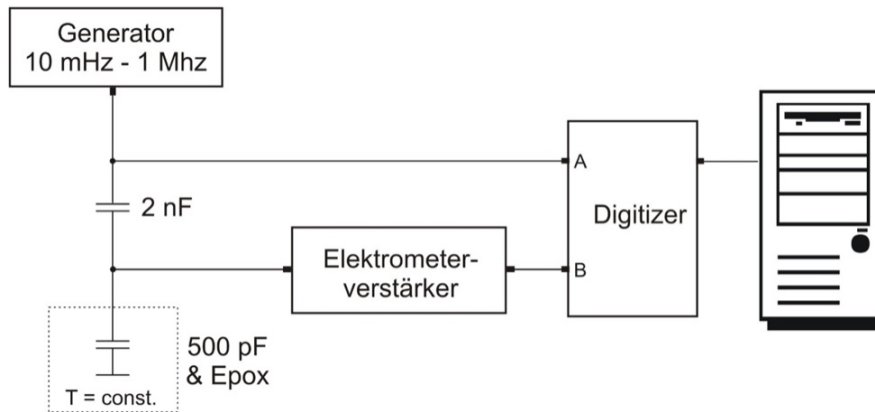 Generator
10 mHz - 1 Mhz
A
2 nF
Digitizer
Elektrometer-
verstärker
B
500 pF
& Epox
T = const.